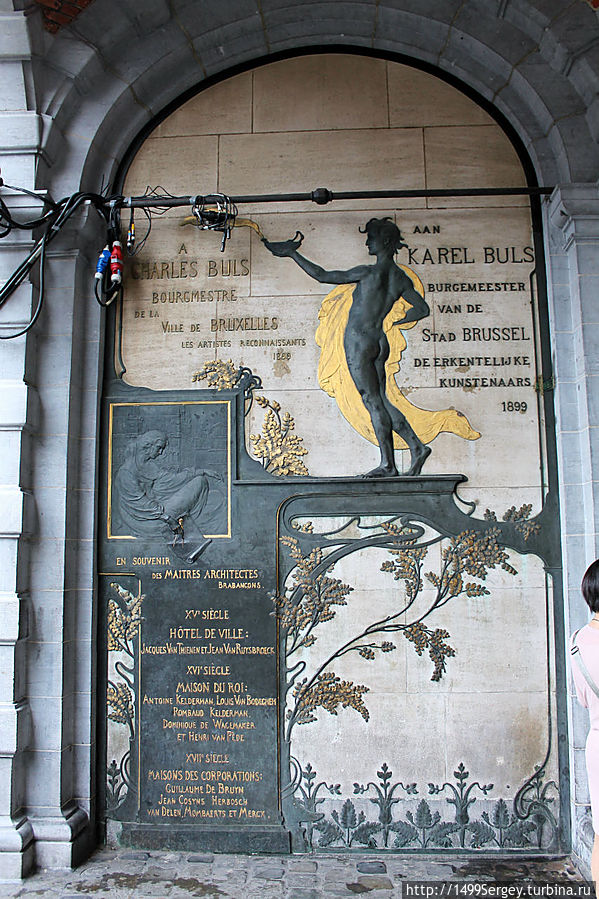 A
CHARLES BULS
BOURGMESTRE
DE LA
VILLE DE BRUXELLES
LES ARTISTES RECONNAISSANTS
1899
AAN
KAREL BULS
BURGEMEESTER
VAN DE
STAD BRUSSEL
DE ERKENTELIJKE
KUNSTENAARS
1899
EN SOUVENIR
DES MAITRES ARCHITECTES
BRABANÇONS.
XVE SIÈCLE
HÔTEL DE VILLE:
JACQUES VAN THIENEN ET JEAN VAN RUYSBROECK.
XVIE SIÈCLE
MAISON DU ROI:
ANTOINE KELDERMAN, LOUIS VAN BODEGHEM
ROMBAUD KELDERMAN,
DOMINIQUE DE WAGEMAKER
ET HENRI VAN PÈDE
XVIIE SIÈCLE
MAISONS DES CORPORATIONS:
GUILLAUME DE BRUYN
JEAN COSYNS HERBOSCH
VAN DELEN, MOMBAERTS ET MERCX
http://1499Sergey.turbina.ru/